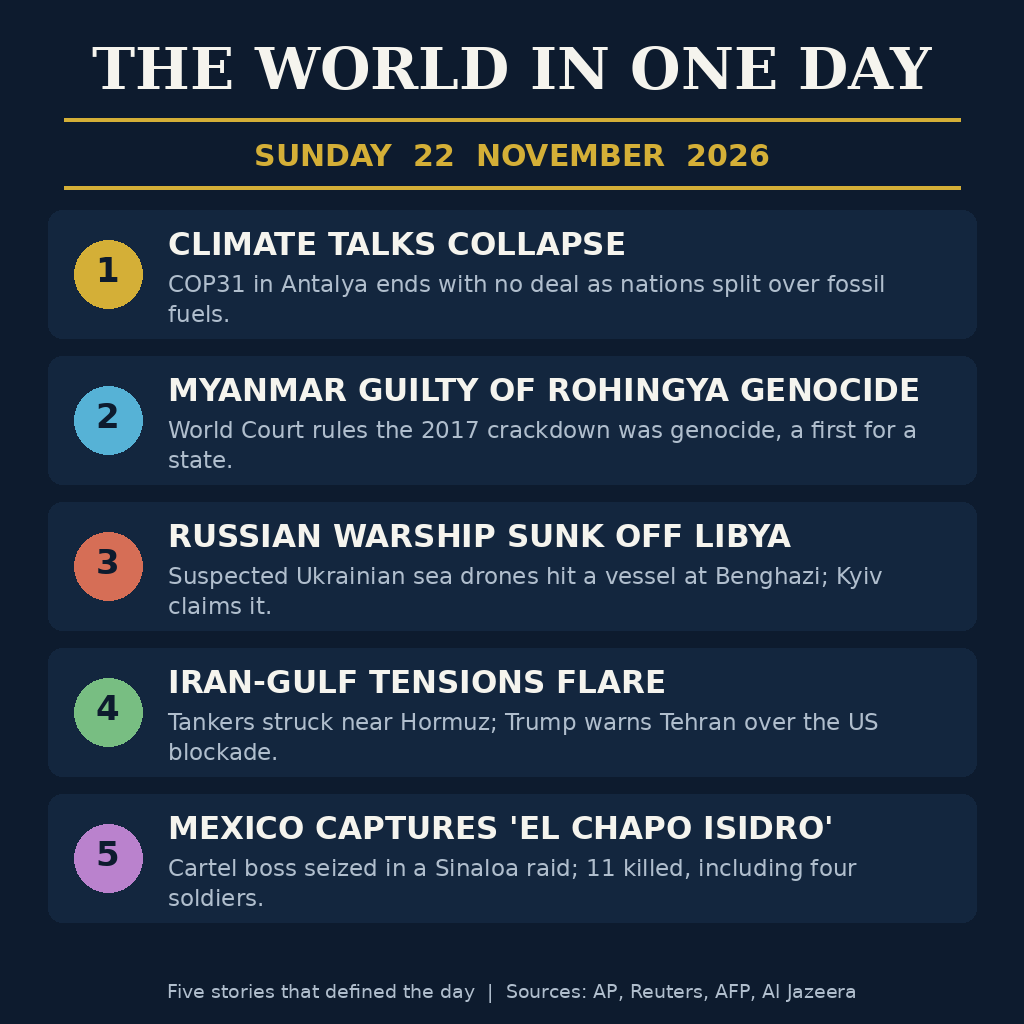 THE WORLD IN ONE DAY
SUNDAY 22 NOVEMBER 2026
1
CLIMATE TALKS COLLAPSE
COP31 in Antalya ends with no deal as nations split over fossil
fuels.
2
MYANMAR GUILTY OF ROHINGYA GENOCIDE
World Court rules the 2017 crackdown was genocide, a first for a
state.
3
RUSSIAN WARSHIP SUNK OFF LIBYA
Suspected Ukrainian sea drones hit a vessel at Benghazi; Kyiv
claims it.
4
IRAN-GULF TENSIONS FLARE
Tankers struck near Hormuz; Trump warns Tehran over the US
blockade.
5
MEXICO CAPTURES 'EL CHAPO ISIDRO'
Cartel boss seized in a Sinaloa raid; 11 killed, including four
soldiers.
Five stories that defined the day | Sources: AP, Reuters, AFP, Al Jazeera